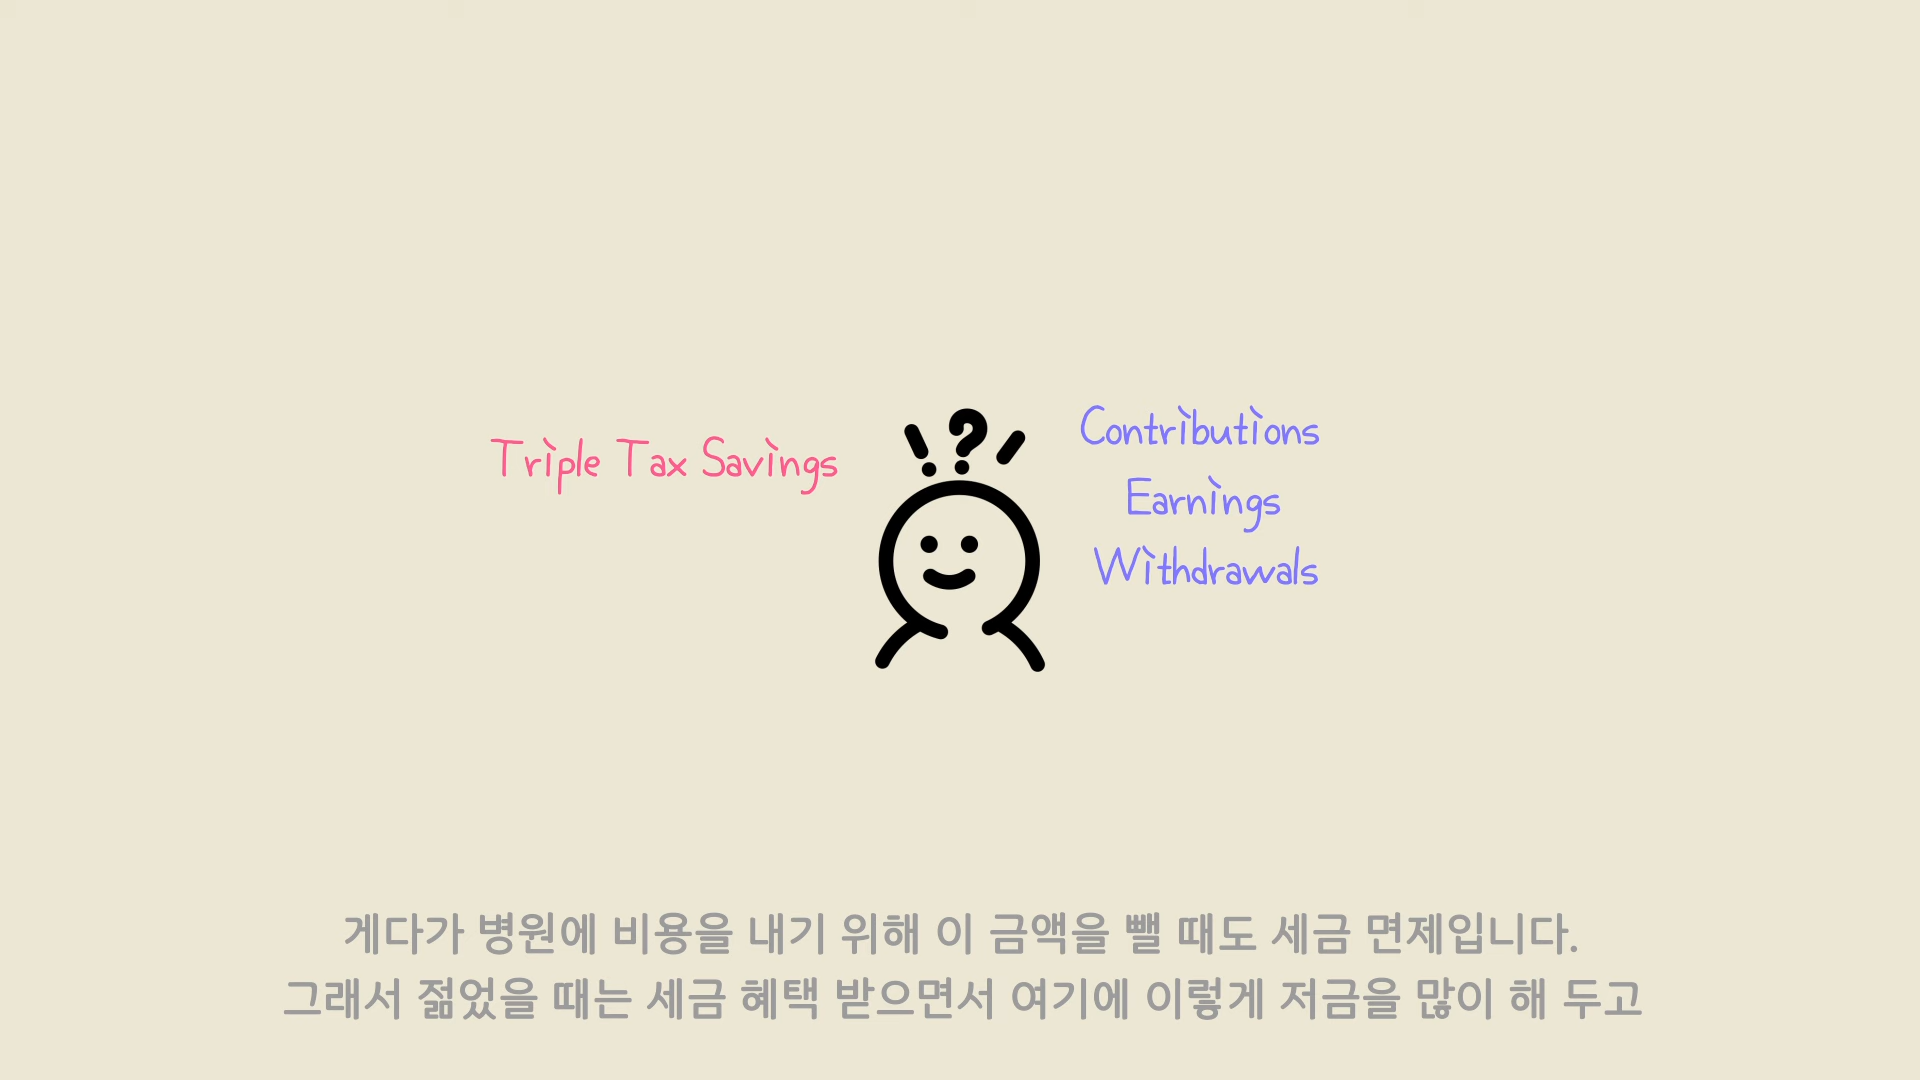 Triple Tax Savings
Contributions
Earnings
Withdrawals
게다가 병원에 비용을 내기 위해 이 금액을 뺄 때도 세금 면제입니다.
그래서 젊었을 때는 세금 혜택 받으면서 여기에 이렇게 저금을 많이 해 두고